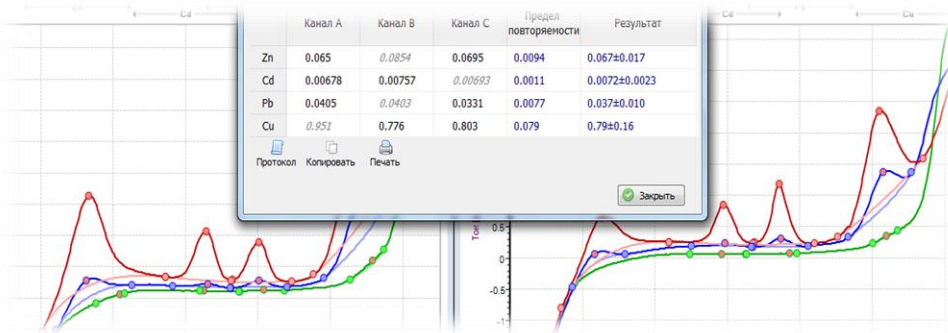 Cd
Cd
Cu
Канал A Канал B Канал C Предел повторяемости Результат
Zn 0.065 0.0854 0.0695 0.0094 0.067±0.017
Cd 0.00678 0.00757 0.00693 0.0011 0.0072±0.0023
Pb 0.0405 0.0403 0.0331 0.0077 0.037±0.010
Cu 0.951 0.776 0.803 0.079 0.79±0.16
Протокол Копировать Печать
Закрыть
0.5
0
-0.5
-1